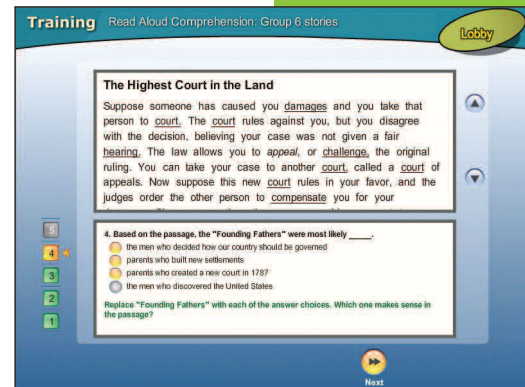 Training Read Aloud Comprehension: Group 6 stories
Lobby
The Highest Court in the Land
Suppose someone has caused you damages and you take that
person to court. The court rules against you, but you disagree
with the decision, believing your case was not given a fair
hearing. The law allows you to appeal, or challenge, the original
ruling. You can take your case to another court, called a court of
appeals. Now suppose this new court rules in your favor, and the
judges order the other person to compensate you for your
5
4
3
2
1
4. Based on the passage, the "Founding Fathers" were most likely _____.
the men who decided how our country should be governed
parents who built new settlements
parents who created a new court in 1787
the men who discovered the United States
Replace "Founding Fathers" with each of the answer choices. Which one makes sense in
the passage?
Next